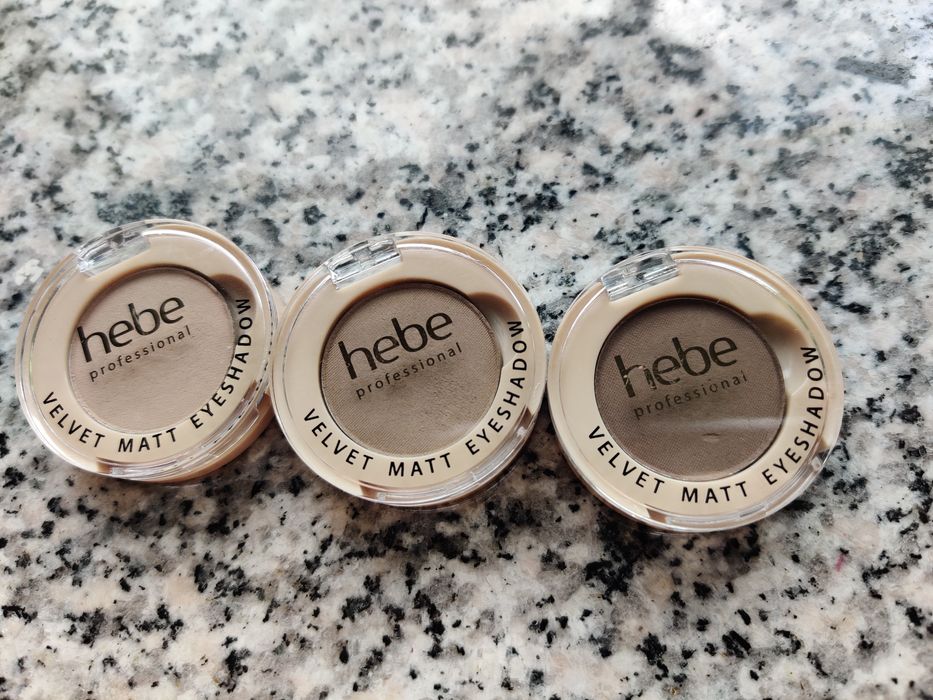 hebe
professional
VELVET MATT EYESHADOW
hebe
professional
VELVET MATT EYESHADOW
hebe
professional
VELVET MATT EYESHADOW